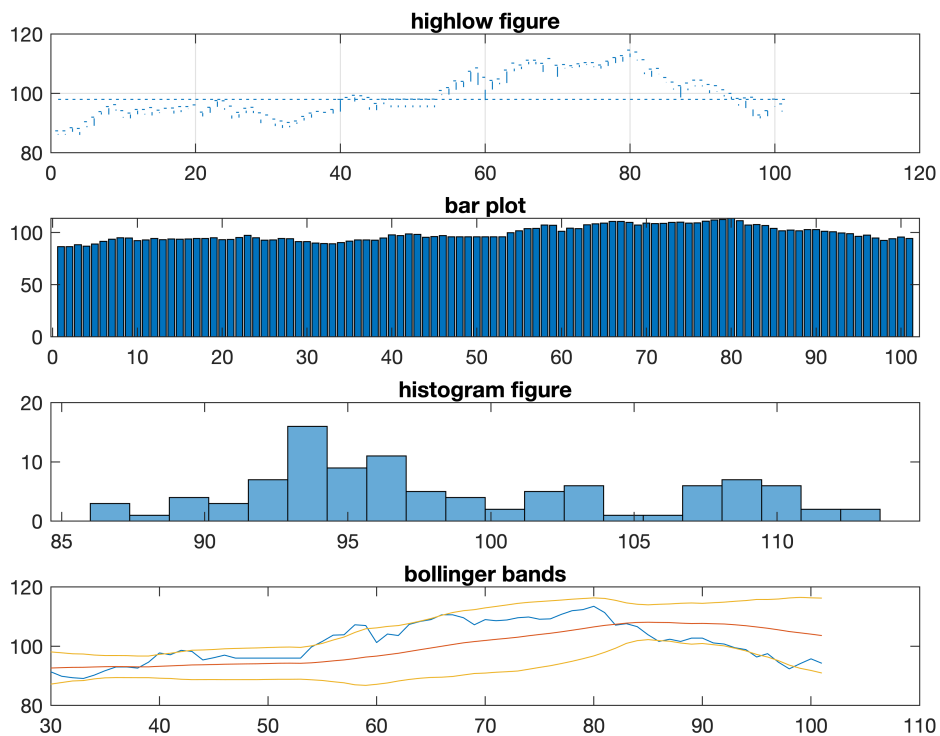 highlow figure
120
100
80
0 20 40 60 80 100 120
bar plot
100
50
0
0 10 20 30 40 50 60 70 80 90 100
histogram figure
20
10
0
85 90 95 100 105 110
bollinger bands
120
100
80
30 40 50 60 70 80 90 100 110